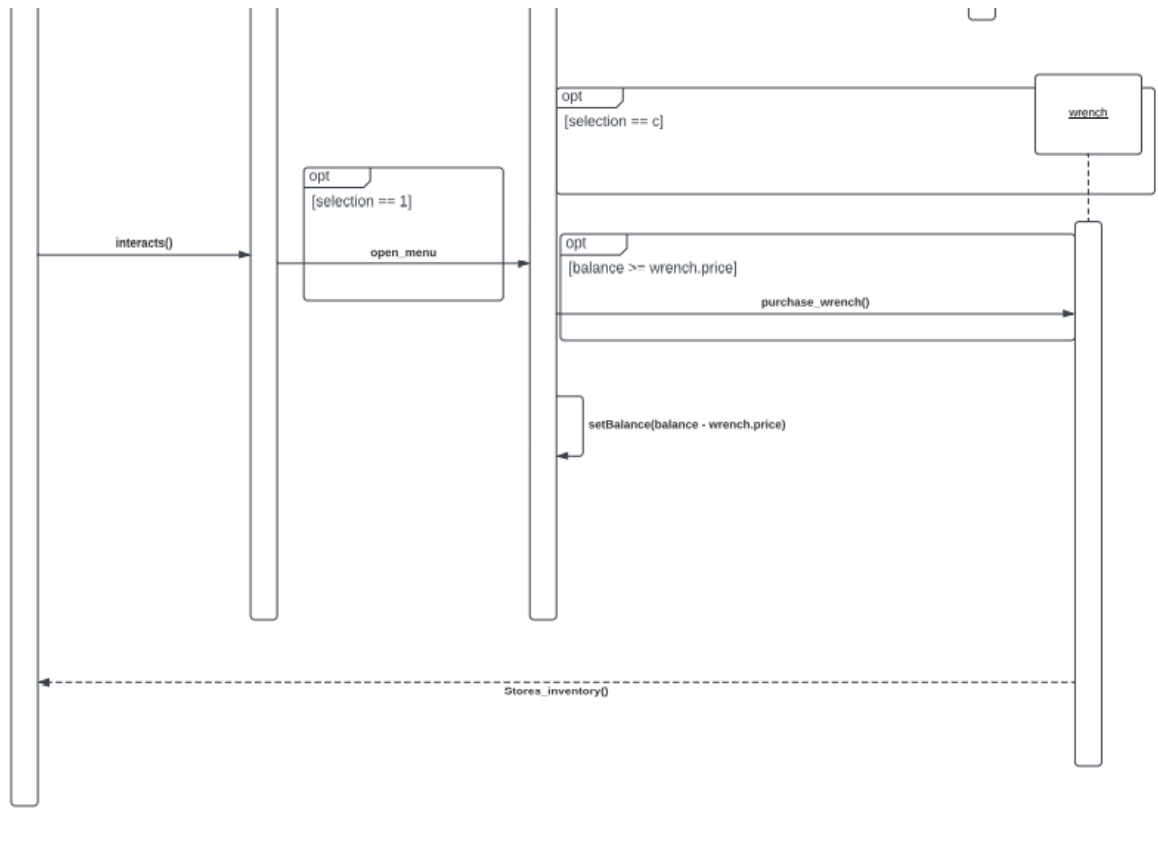 opt
[selection == c]
wrench
opt
[selection == 1]
interacts()
open_menu
opt
[balance >= wrench.price]
purchase_wrench()
setBalance(balance - wrench.price)
Stores_inventory()